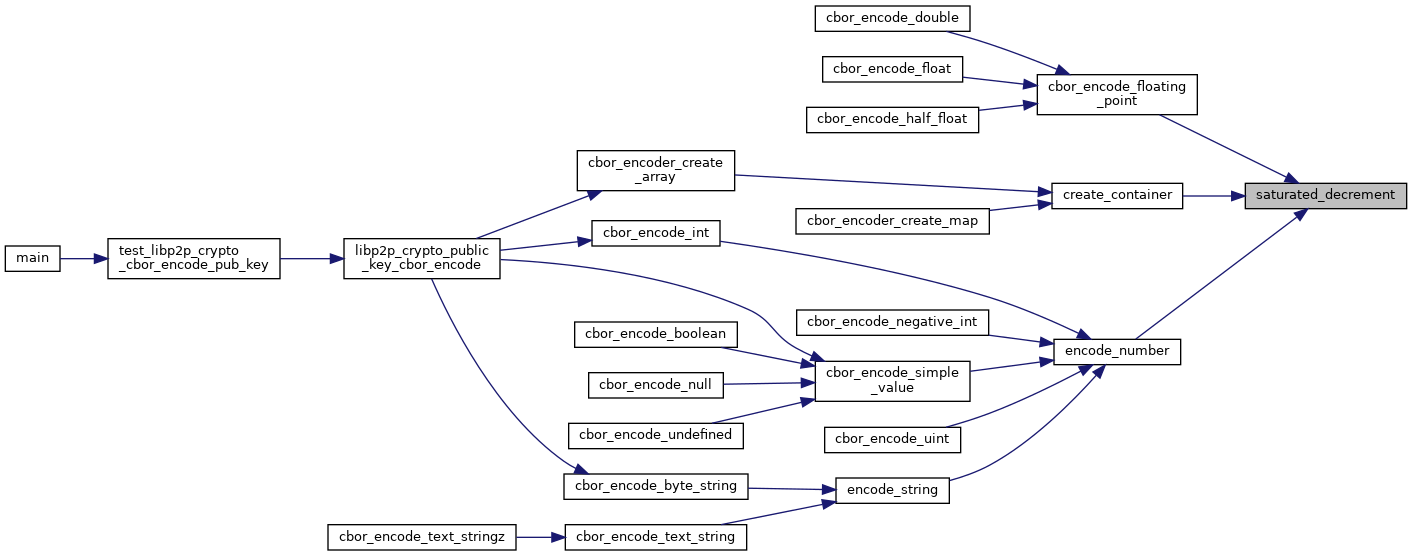 cbor_encode_double
cbor_encode_float
cbor_encode_floating
_point
cbor_encode_half_float
cbor_encoder_create
_array
create_container
saturated_decrement
cbor_encoder_create_map
cbor_encode_int
main
test_libp2p_crypto
_cbor_encode_pub_key
libp2p_crypto_public
_key_cbor_encode
cbor_encode_negative_int
cbor_encode_boolean
encode_number
cbor_encode_simple
_value
cbor_encode_null
cbor_encode_undefined
cbor_encode_uint
cbor_encode_byte_string
encode_string
cbor_encode_text_stringz
cbor_encode_text_string